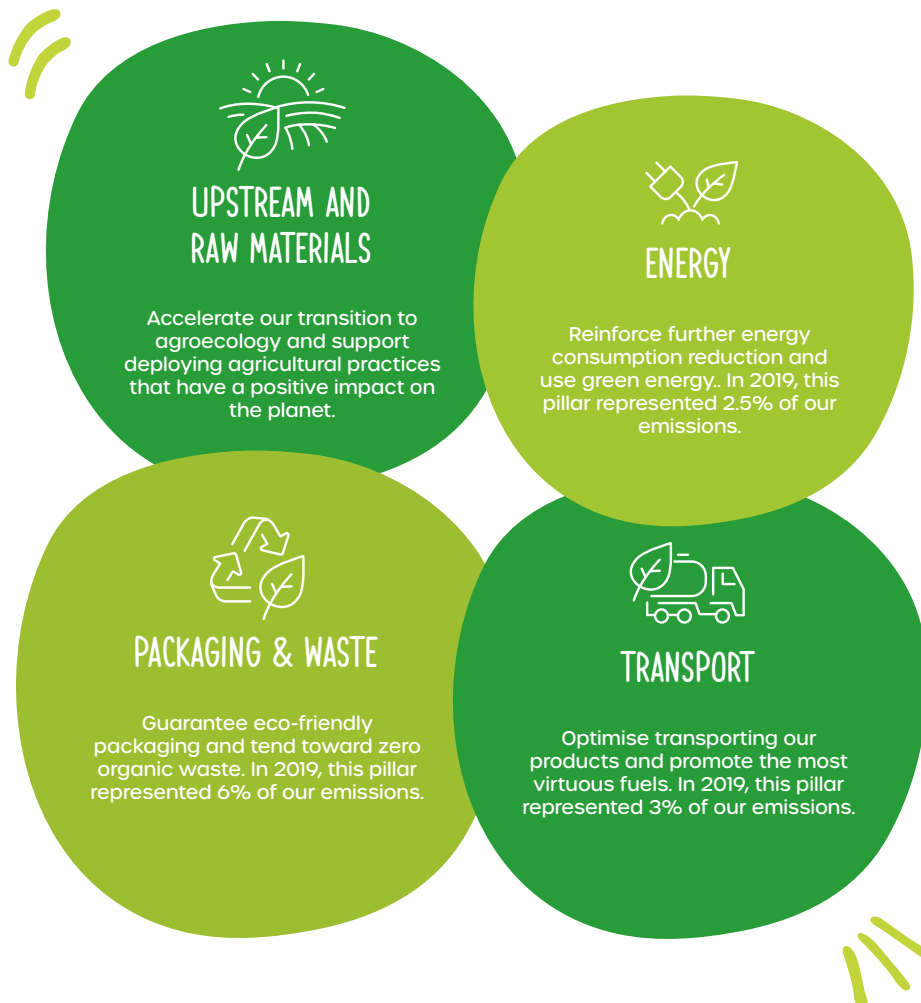 UPSTREAM AND
RAW MATERIALS
Accelerate our transition to
agroecology and support
deploying agricultural practices
that have a positive impact on
the planet.
ENERGY
Reinforce further energy
consumption reduction and
use green energy.. In 2019, this
pillar represented 2.5% of our
emissions.
PACKAGING & WASTE
Guarantee eco-friendly
packaging and tend toward zero
organic waste. In 2019, this pillar
represented 6% of our emissions.
TRANSPORT
Optimise transporting our
products and promote the most
virtuous fuels. In 2019, this pillar
represented 3% of our emissions.